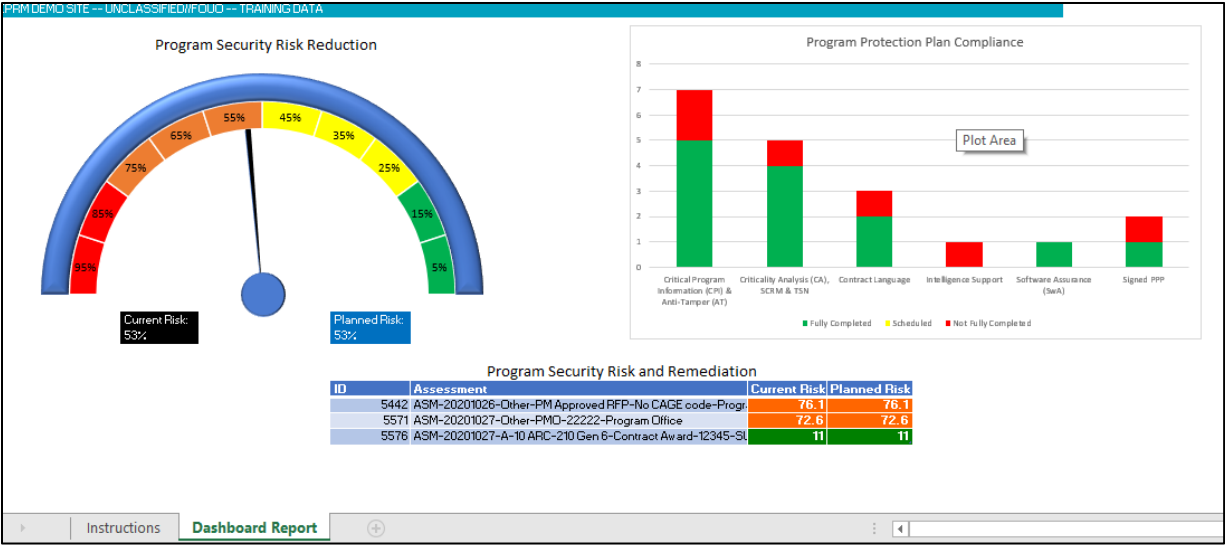 PRM DEMO SITE -- UNCLASSIFIED//FOUO -- TRAINING DATA
Program Security Risk Reduction
95%
85%
75%
65%
55%
45%
35%
25%
15%
5%
Current Risk:
53%
Planned Risk:
53%
Program Protection Plan Compliance
8
7
6
5
4
3
2
1
0
Plot Area
Critical Program Information (CPI) & Anti-Tamper (AT)
Criticality Analysis (CA), SCRM & TSN
Contract Language
Intelligence Support
Software Assurance (SwA)
Signed PPP
Fully Completed Scheduled Not Fully Completed
Program Security Risk and Remediation
ID Assessment Current Risk Planned Risk
5442 ASM-20201026-Other-PM Approved RFP-No CAGE code-Progr 76.1 76.1
5571 ASM-20201027-Other-PMO-22222-Program Office 72.6 72.6
5576 ASM-20201027-A-10 ARC-210 Gen 6-Contract Award-12345-SU 11 11
Instructions Dashboard Report